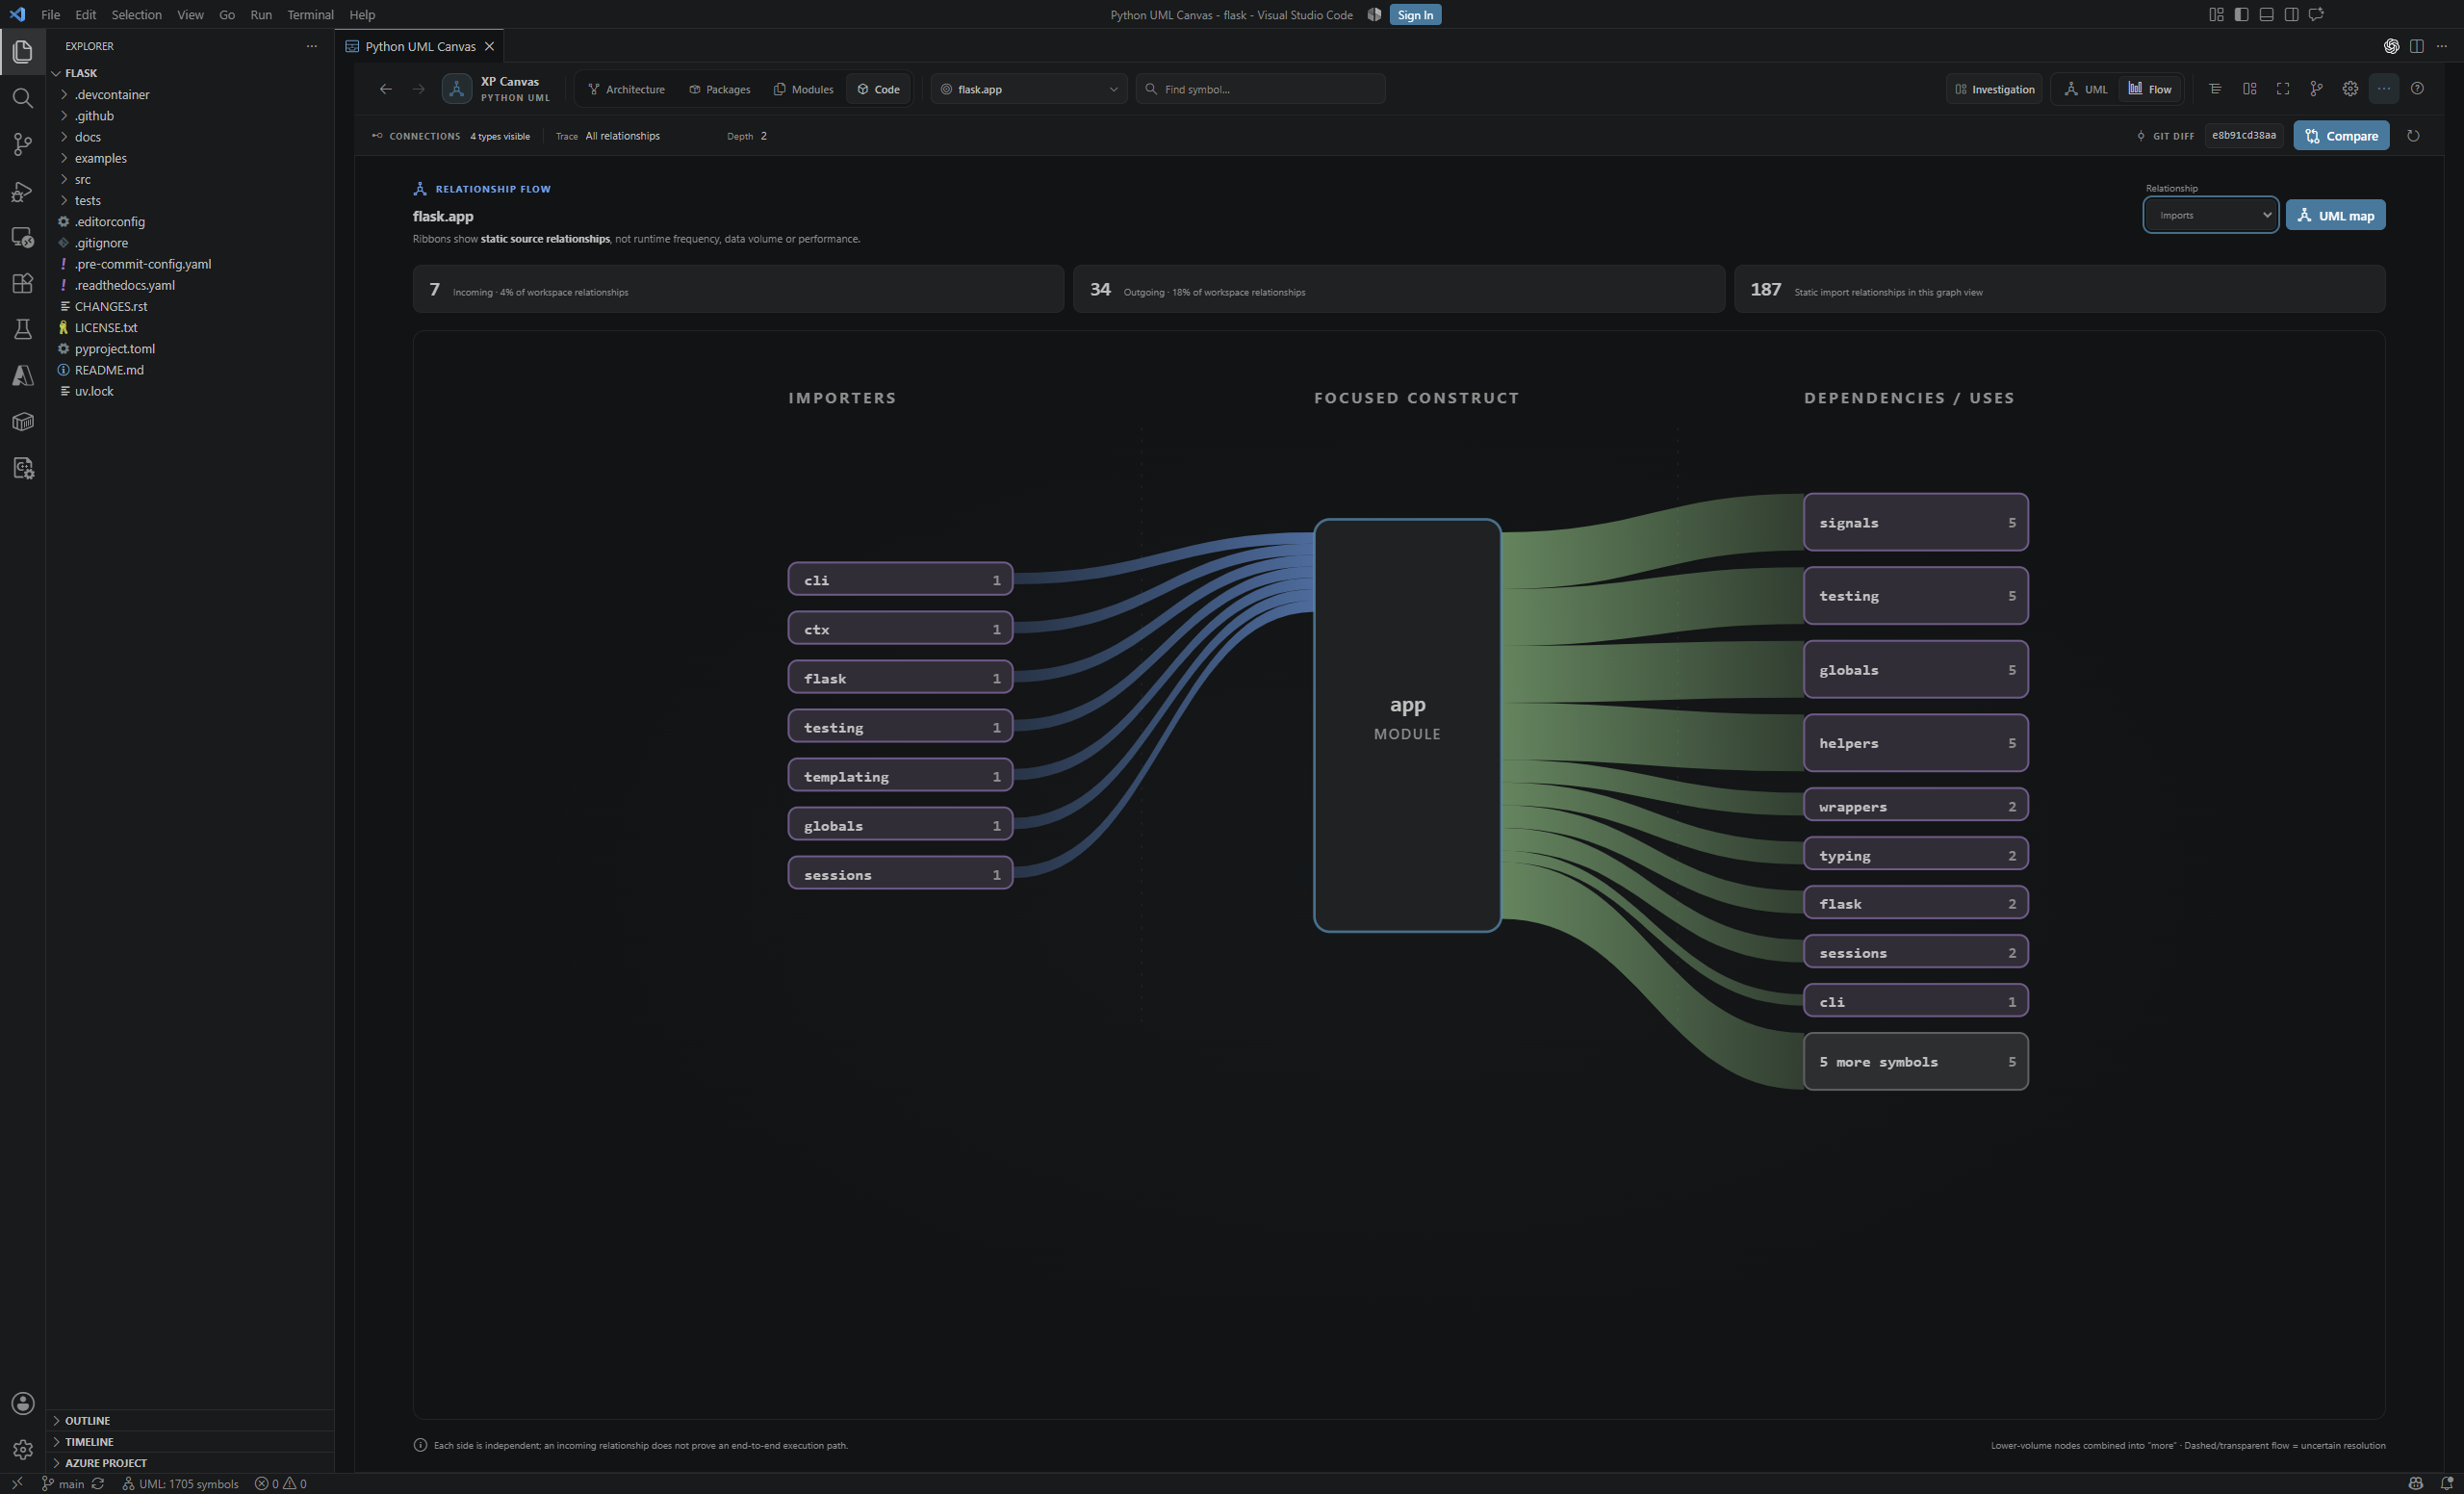 File Edit Selection View Go Run Terminal Help
Python UML Canvas - flask - Visual Studio Code
Sign In
EXPLORER
FLASK
.devcontainer
.github
docs
examples
src
tests
.editorconfig
.gitignore
.pre-commit-config.yaml
.readthedocs.yaml
CHANGES.rst
LICENSE.txt
pyproject.toml
README.md
uv.lock
OUTLINE
TIMELINE
AZURE PROJECT
Python UML Canvas
XP Canvas
PYTHON UML
Architecture Packages Modules Code
flask.app
Find symbol...
Investigation UML Flow
CONNECTIONS 4 types visible Trace All relationships Depth 2
GIT DIFF e8b91cd38aa Compare
RELATIONSHIP FLOW
flask.app
Ribbons show static source relationships, not runtime frequency, data volume or performance.
Relationship
Imports
UML map
7 Incoming · 4% of workspace relationships
34 Outgoing · 18% of workspace relationships
187 Static import relationships in this graph view
IMPORTERS
cli 1
ctx 1
flask 1
testing 1
templating 1
globals 1
sessions 1
FOCUSED CONSTRUCT
app
MODULE
DEPENDENCIES / USES
signals 5
testing 5
globals 5
helpers 5
wrappers 2
typing 2
flask 2
sessions 2
cli 1
5 more symbols 5
Each side is independent; an incoming relationship does not prove an end-to-end execution path.
Lower-volume nodes combined into "more" · Dashed/transparent flow = uncertain resolution
main UML: 1705 symbols 0 0